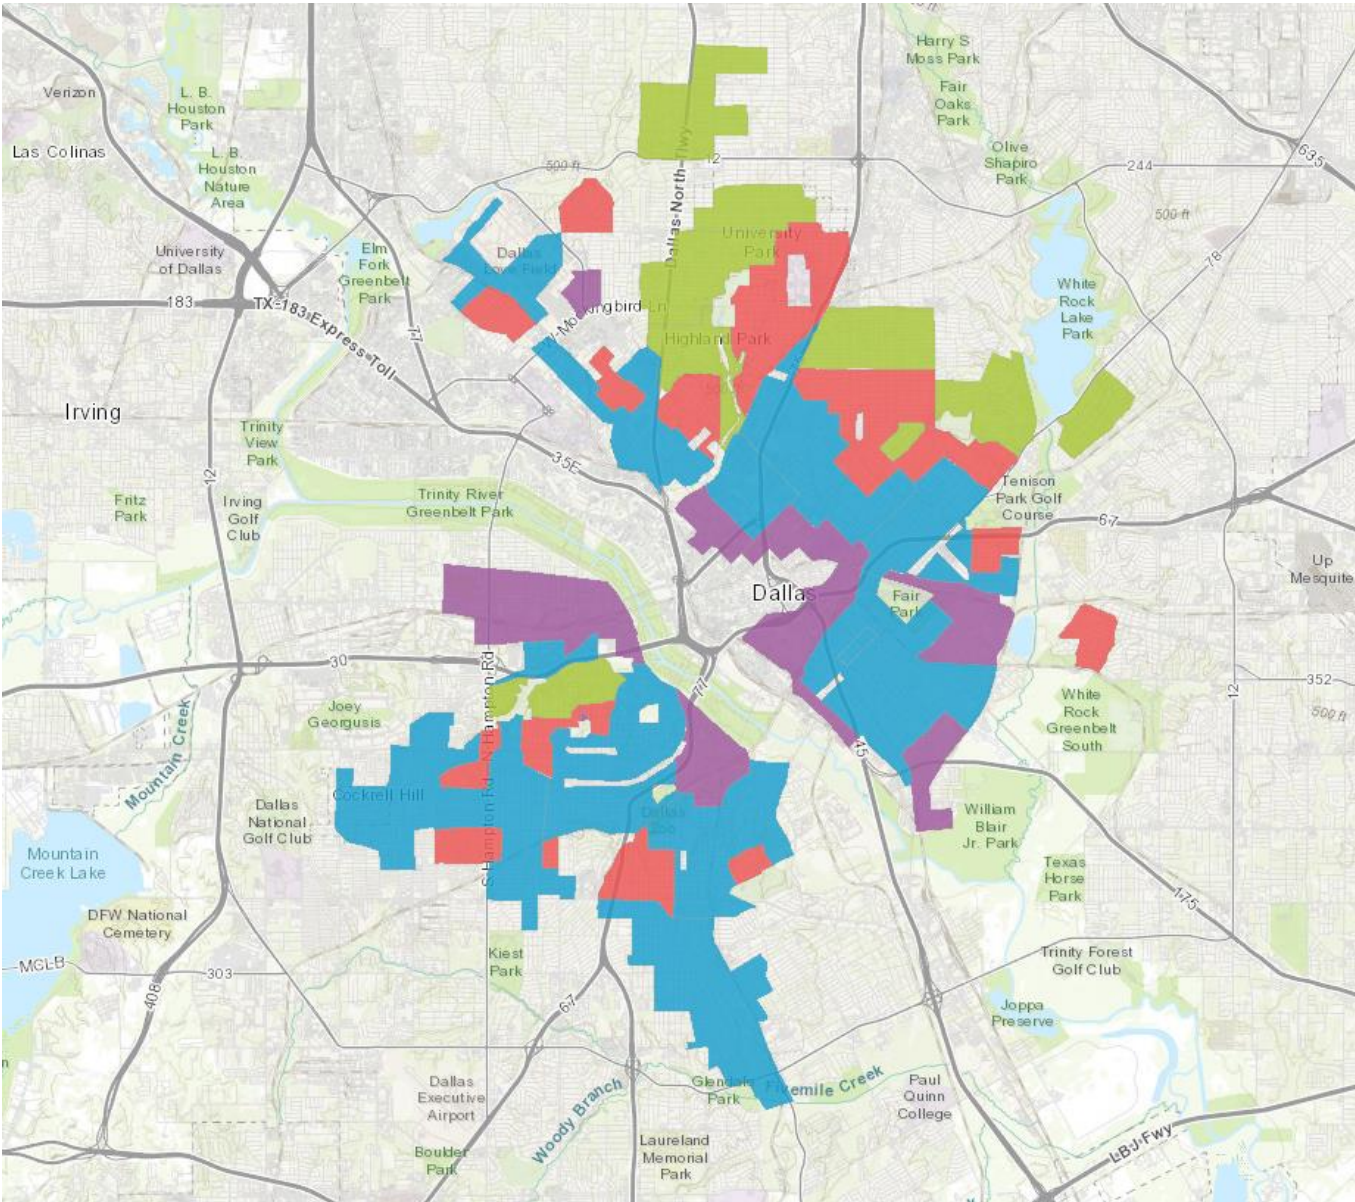 Harry S
Moss Park
Verizon
L. B.
Houston
Park
Fair
Oaks
Park
Las Colinas
L. B.
Houston
Nature
Area
500 ft
Dallas North Tlwy
12
Olive
Shapiro
Park
244
635
500 ft
University
of Dallas
Elm
Fork
Greenbelt
Park
Dallas
Love Field
University
Park
78
183
TX-183 Express Toll
77
W Mockingbird Ln
White
Rock
Lake
Park
Highland Park
Irving
Trinity
View
Park
35E
12
Fritz
Park
Irving
Golf
Club
Trinity River
Greenbelt Park
Tenison
Park Golf
Course
67
Up
Mesquite
Dallas
Fair
Park
30
N Hampton Rd
77
12
352
500 ft
Joey
Georgusis
White
Rock
Greenbelt
South
Mountain Creek
45
Cockrell Hill
Dallas
National
Golf Club
S Hampton Rd
Dallas
Zoo
William
Blair
Jr. Park
Mountain
Creek Lake
Texas
Horse
Park
175
DFW National
Cemetery
Kiest
Park
Trinity Forest
Golf Club
MCLB
303
408
67
Joppa
Preserve
Dallas
Executive
Airport
Woody Branch
Glendale
Park
Fivemile Creek
Paul
Quinn
College
Boulder
Park
Laureland
Memorial
Park
LBJ Fwy